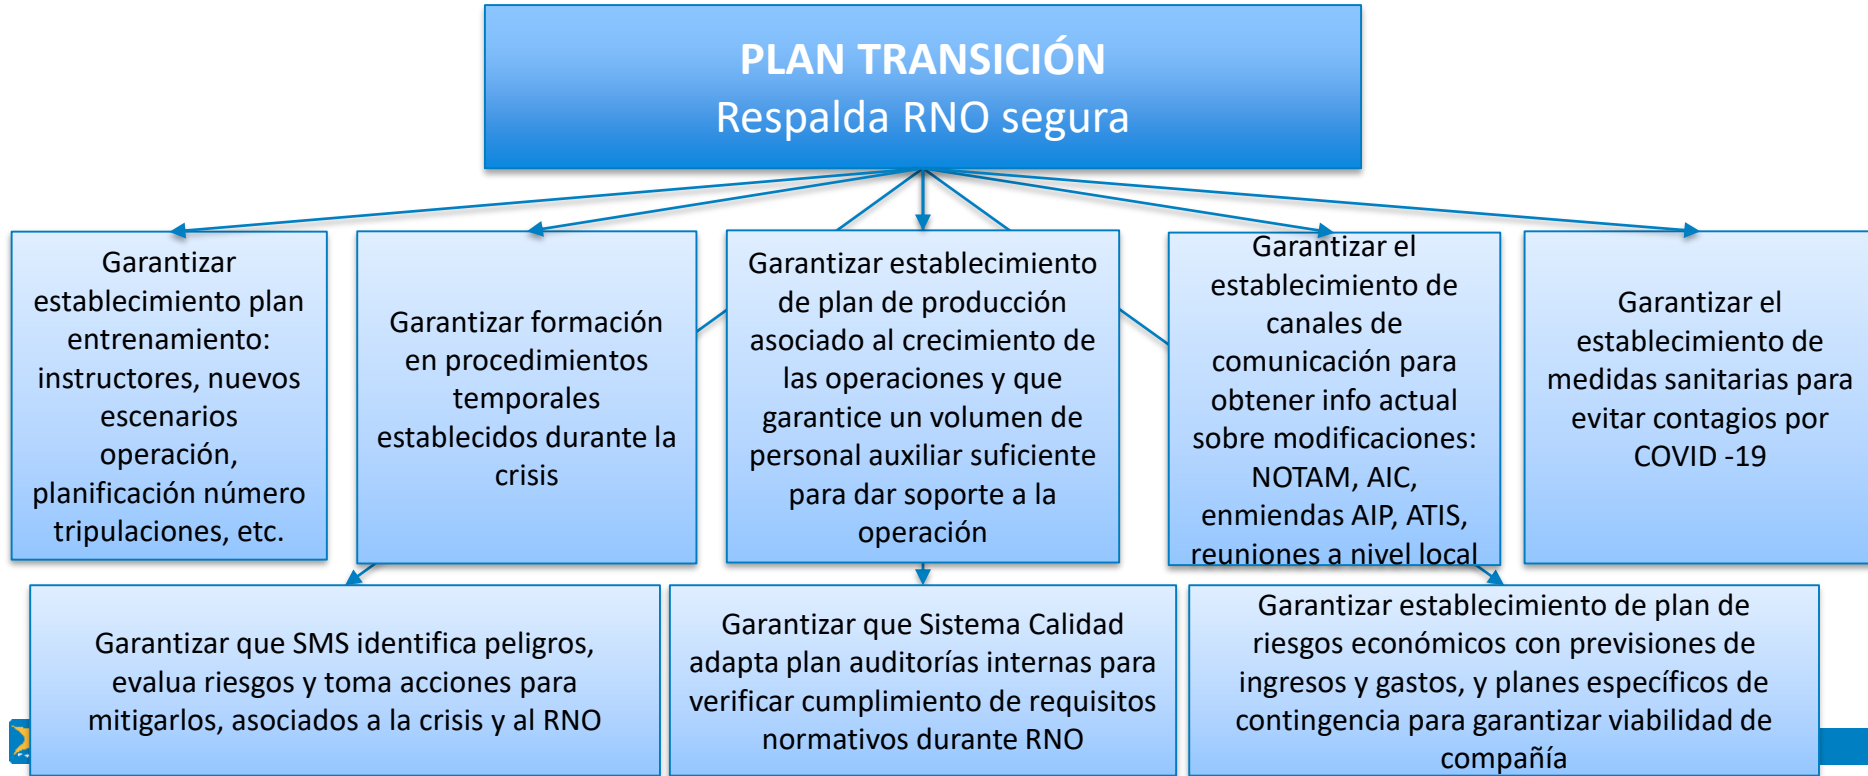 PLAN TRANSICIÓN
Respalda RNO segura
Garantizar
establecimiento plan
entrenamiento:
instructores, nuevos
escenarios
operación,
planificación número
tripulaciones, etc.
Garantizar formación
en procedimientos
temporales
establecidos durante la
crisis
Garantizar establecimiento
de plan de producción
asociado al crecimiento de
las operaciones y que
garantice un volumen de
personal auxiliar suficiente
para dar soporte a la
operación
Garantizar el
establecimiento de
canales de
comunicación para
obtener info actual
sobre modificaciones:
NOTAM, AIC,
enmiendas AIP, ATIS,
reuniones a nivel local
Garantizar el
establecimiento de
medidas sanitarias para
evitar contagios por
COVID -19
Garantizar que SMS identifica peligros,
evalua riesgos y toma acciones para
mitigarlos, asociados a la crisis y al RNO
Garantizar que Sistema Calidad
adapta plan auditorías internas para
verificar cumplimiento de requisitos
normativos durante RNO
Garantizar establecimiento de plan de
riesgos económicos con previsiones de
ingresos y gastos, y planes específicos de
contingencia para garantizar viabilidad de
compañía